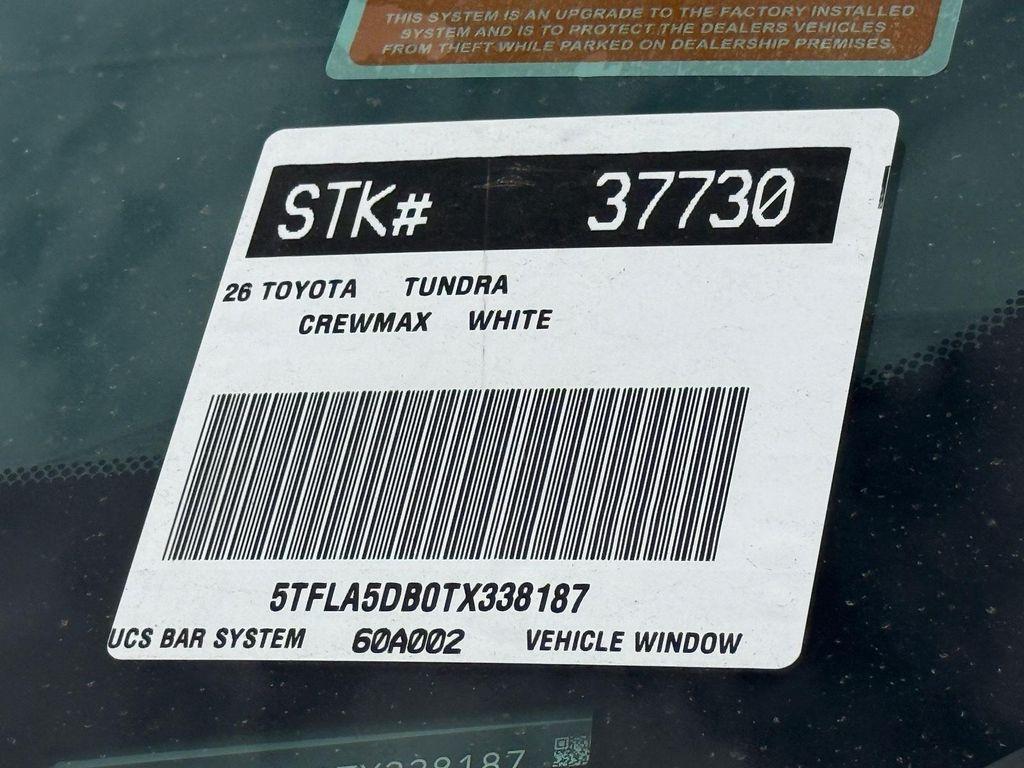 THIS SYSTEM IS AN UPGRADE TO THE FACTORY INSTALLED
SYSTEM AND IS TO PROTECT THE DEALERS VEHICLES
FROM THEFT WHILE PARKED ON DEALERSHIP PREMISES.
STK# 37730
26 TOYOTA TUNDRA
CREWMAX WHITE
5TFLA5DB0TX338187
UCS BAR SYSTEM 60A002 VEHICLE WINDOW
TX338187